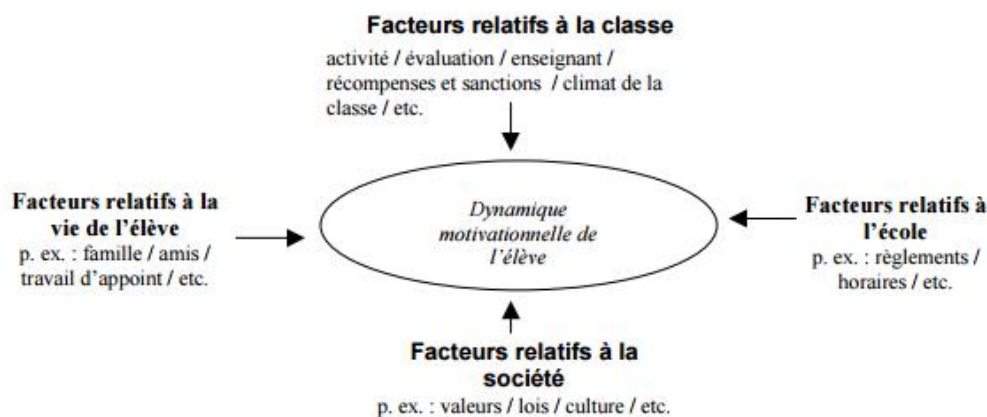 Facteurs relatifs à la classe
activité / évaluation / enseignant /
récompenses et sanctions / climat de la
classe / etc.
Facteurs relatifs à la
vie de l'élève
p. ex. : famille / amis /
travail d'appoint / etc.
Dynamique
motivationnelle de
l'élève
Facteurs relatifs à
l'école
p. ex. : règlements /
horaires / etc.
Facteurs relatifs à la
société
p. ex. : valeurs / lois / culture / etc.